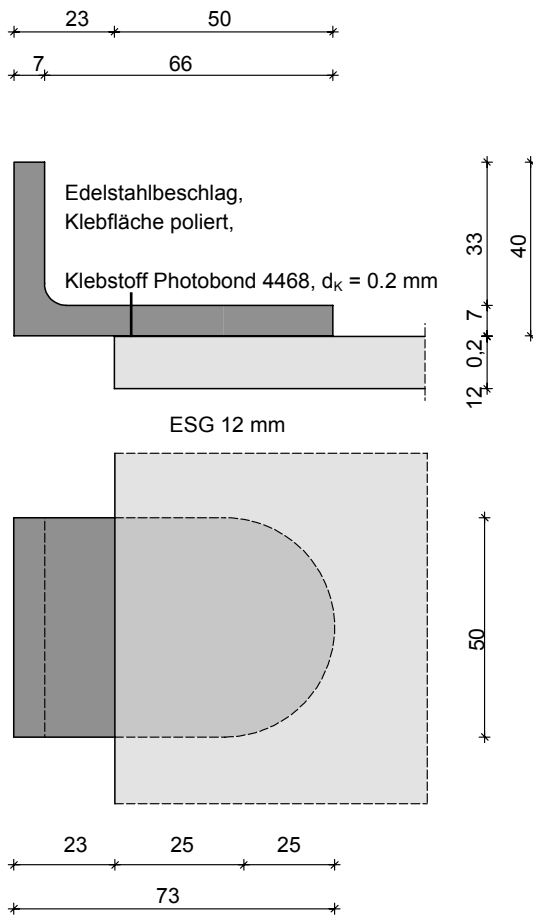 23 50
7 66
Edelstahlbeschlag,
Klebfläche poliert,
Klebstoff Photobond 4468, dK = 0.2 mm
33
40
7
0,2
12
ESG 12 mm
50
23 25 25
73